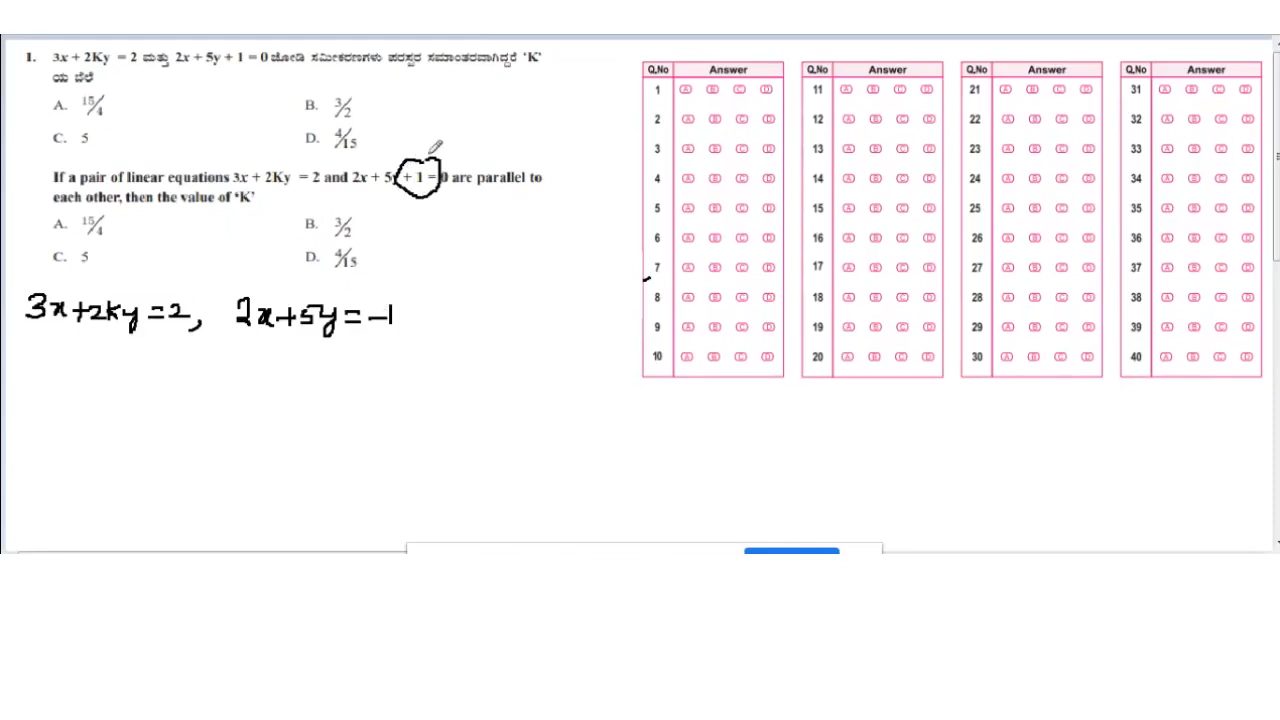 1. 3x + 2Ky = 2 ಮತ್ತು 2x + 5y + 1 = 0 ಜೋಡಿ ಸಮೀಕರಣಗಳು ಪರಸ್ಪರ ಸಮಾಂತರವಾಗಿದ್ದರೆ 'K'
ಯ ಬೆಲೆ
A. 15/4 B. 3/2
C. 5 D. 4/15
If a pair of linear equations 3x + 2Ky = 2 and 2x + 5y + 1 = 0 are parallel to
each other, then the value of 'K'
A. 15/4 B. 3/2
C. 5 D. 4/15
3x+2Ky=2, 2x+5y=-1
Q.No Answer Q.No Answer Q.No Answer Q.No Answer
1 A B C D 11 A B C D 21 A B C D 31 A B C D
2 A B C D 12 A B C D 22 A B C D 32 A B C D
3 A B C D 13 A B C D 23 A B C D 33 A B C D
4 A B C D 14 A B C D 24 A B C D 34 A B C D
5 A B C D 15 A B C D 25 A B C D 35 A B C D
6 A B C D 16 A B C D 26 A B C D 36 A B C D
7 A B C D 17 A B C D 27 A B C D 37 A B C D
8 A B C D 18 A B C D 28 A B C D 38 A B C D
9 A B C D 19 A B C D 29 A B C D 39 A B C D
10 A B C D 20 A B C D 30 A B C D 40 A B C D